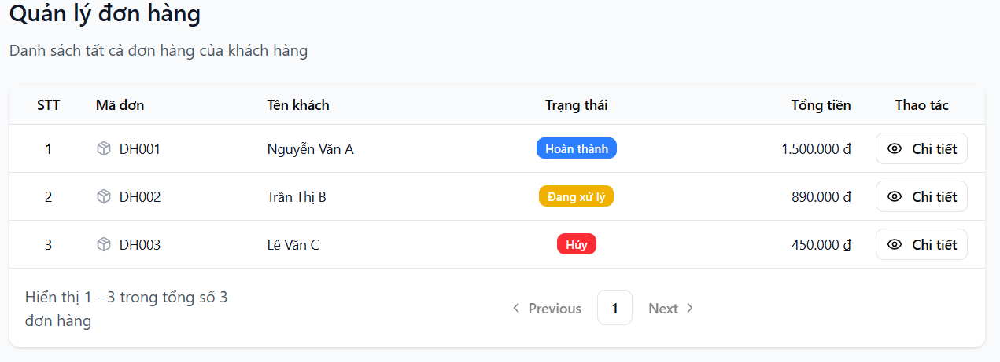 Quản lý đơn hàng
Danh sách tất cả đơn hàng của khách hàng
STT Mã đơn Tên khách Trạng thái Tổng tiền Thao tác
1 DH001 Nguyễn Văn A Hoàn thành 1.500.000 ₫ Chi tiết
2 DH002 Trần Thị B Đang xử lý 890.000 ₫ Chi tiết
3 DH003 Lê Văn C Hủy 450.000 ₫ Chi tiết
Hiển thị 1 - 3 trong tổng số 3
đơn hàng
Previous 1 Next